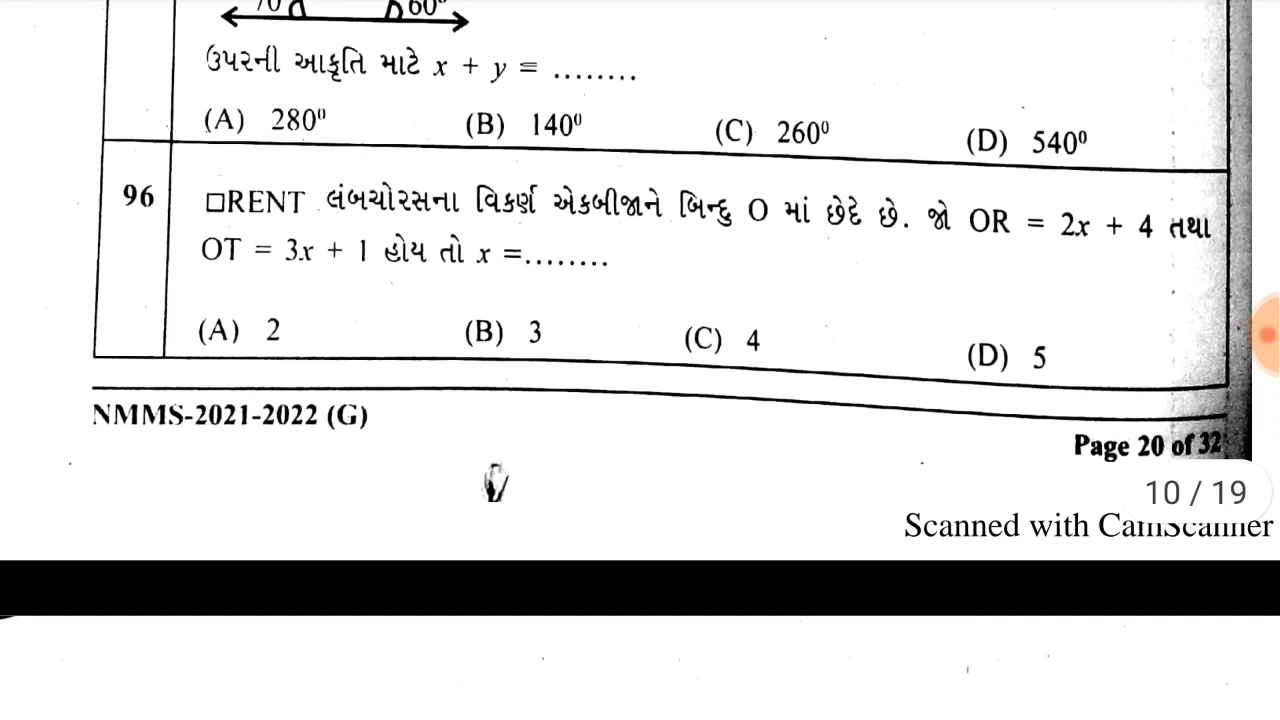 60°
ઉપરની આકૃતિ માટે x + y = ........
(A) 280⁰ (B) 140⁰ (C) 260⁰ (D) 540⁰
96 □RENT લંબચોરસના વિકર્ણ એકબીજાને બિન્દુ O માં છેદે છે. જો OR = 2x + 4 તથા
OT = 3x + 1 હોય તો x =........
(A) 2 (B) 3 (C) 4 (D) 5
NMMS-2021-2022 (G)
Page 20 of 32
10 / 19
Scanned with CamScanner